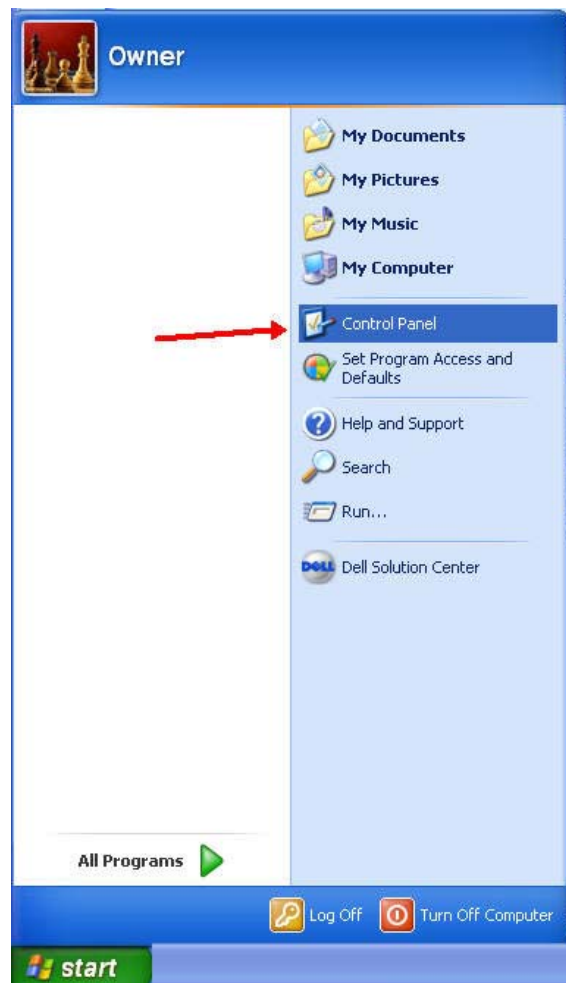 Owner
My Documents
My Pictures
My Music
My Computer
Control Panel
Set Program Access and
Defaults
Help and Support
Search
Run...
DELL Dell Solution Center
All Programs
Log Off Turn Off Computer
start